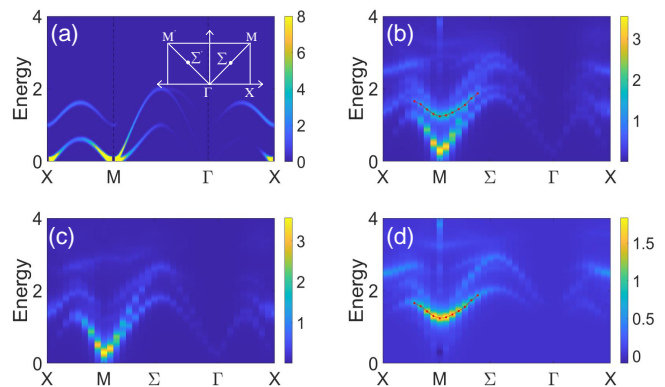 (a)
Energy
4
2
0
X M Γ X
8
6
4
2
0
M' M
Σ' Σ
Γ X
(b)
Energy
4
2
0
X M Σ Γ X
3
2
1
(c)
Energy
4
2
0
X M Σ Γ X
3
2
1
(d)
Energy
4
2
0
X M Σ Γ X
1.5
1
0.5
0